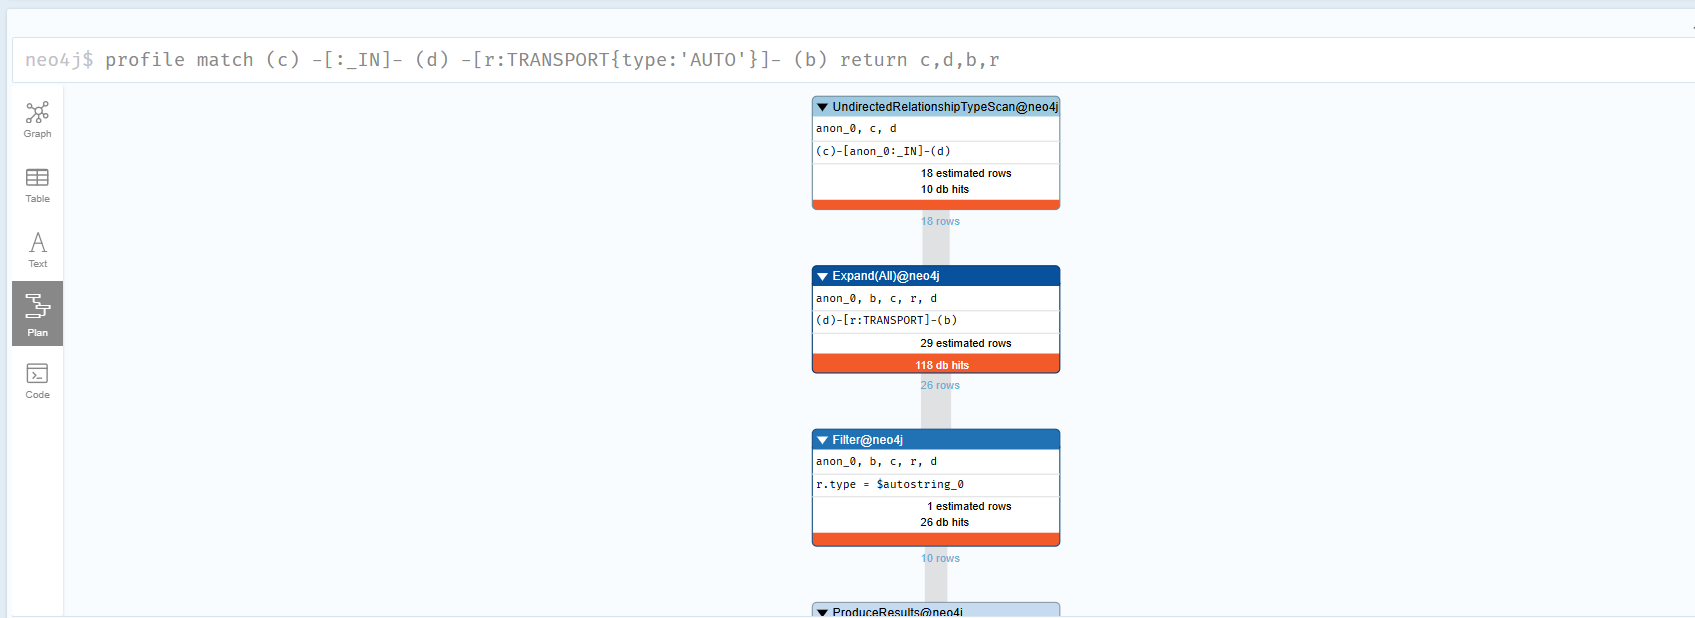 neo4j$ profile match (c) -[:_IN]- (d) -[r:TRANSPORT{type:'AUTO'}]- (b) return c,d,b,r
Graph
Table
Text
Plan
Code
UndirectedRelationshipTypeScan@neo4j
anon_0, c, d
(c)-[anon_0:_IN]-(d)
18 estimated rows
10 db hits
18 rows
Expand(All)@neo4j
anon_0, b, c, r, d
(d)-[r:TRANSPORT]-(b)
29 estimated rows
118 db hits
26 rows
Filter@neo4j
anon_0, b, c, r, d
r.type = $autostring_0
1 estimated rows
26 db hits
10 rows
ProduceResults@neo4j